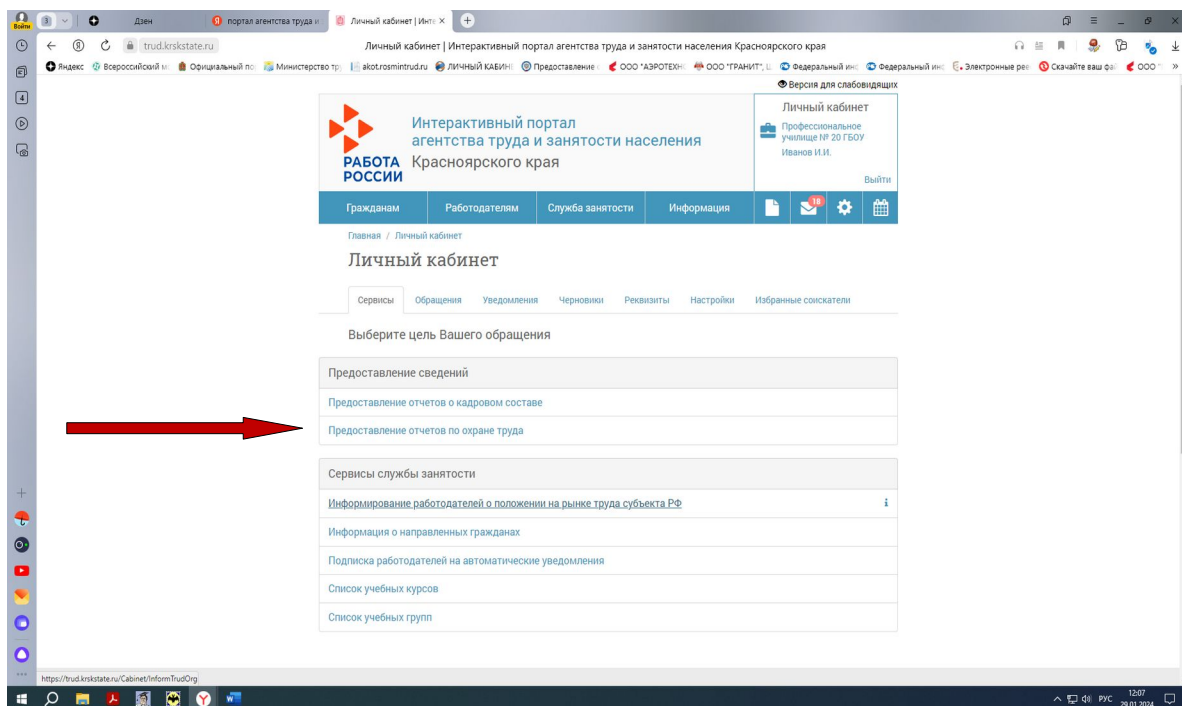 Войти
3
Дзен
портал агентства труда и
Личный кабинет | Инте
trud.krskstate.ru
Личный кабинет | Интерактивный портал агентства труда и занятости населения Красноярского края
Яндекс
Всероссийский
Официальный по
Министерство тр
akot.rosmintrud.ru
ЛИЧНЫЙ КАБИН
Предоставление
ООО "АЭРОТЕХН
ООО "ГРАНИТ",
Федеральный инс
Федеральный инс
Электронные рее
Скачайте ваш фай
ООО
4
Версия для слабовидящих
РАБОТА
РОССИИ
Интерактивный портал
агентства труда и занятости населения
Красноярского края
Личный кабинет
Профессиональное
училище № 20 ГБОУ
Иванов И.И.
Выйти
Гражданам
Работодателям
Служба занятости
Информация
18
Главная / Личный кабинет
Личный кабинет
Сервисы
Обращения
Уведомления
Черновики
Реквизиты
Настройки
Избранные соискатели
Выберите цель Вашего обращения
Предоставление сведений
Предоставление отчетов о кадровом составе
Предоставление отчетов по охране труда
Сервисы службы занятости
Информирование работодателей о положении на рынке труда субъекта РФ
Информация о направленных гражданах
Подписка работодателей на автоматические уведомления
Список учебных курсов
Список учебных групп
https://trud.krskstate.ru/Cabinet/InformTrudOrg
РУС
12:07
29.01.2024